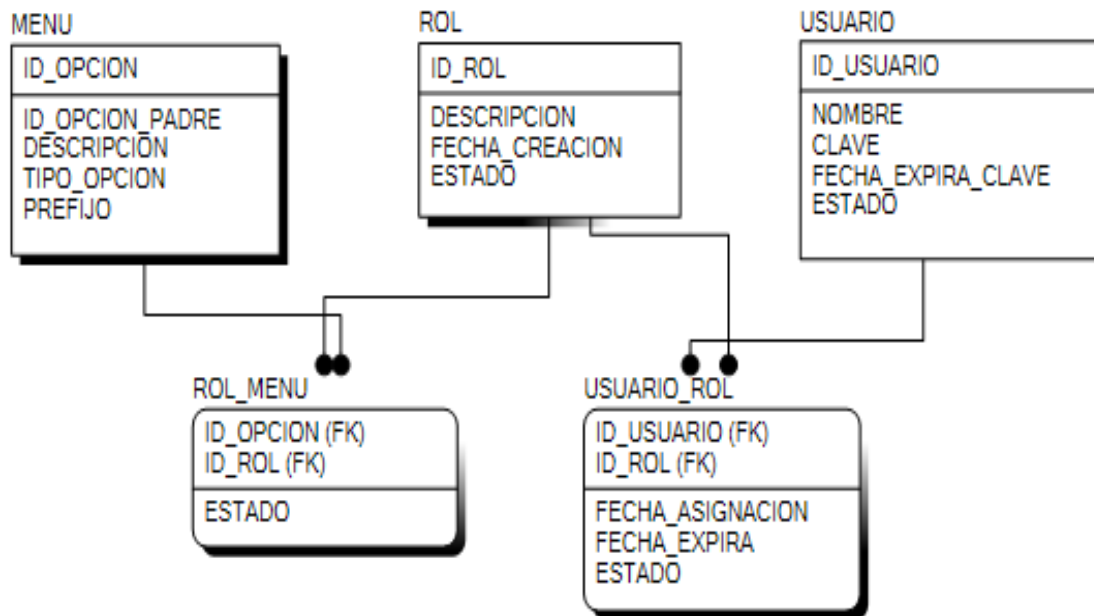 MENU
ID_OPCION
ID_OPCION_PADRE
DESCRIPCION
TIPO_OPCION
PREFIJO
ROL
ID_ROL
DESCRIPCION
FECHA_CREACION
ESTADO
USUARIO
ID_USUARIO
NOMBRE
CLAVE
FECHA_EXPIRA_CLAVE
ESTADO
ROL_MENU
ID_OPCION (FK)
ID_ROL (FK)
ESTADO
USUARIO_ROL
ID_USUARIO (FK)
ID_ROL (FK)
FECHA_ASIGNACION
FECHA_EXPIRA
ESTADO